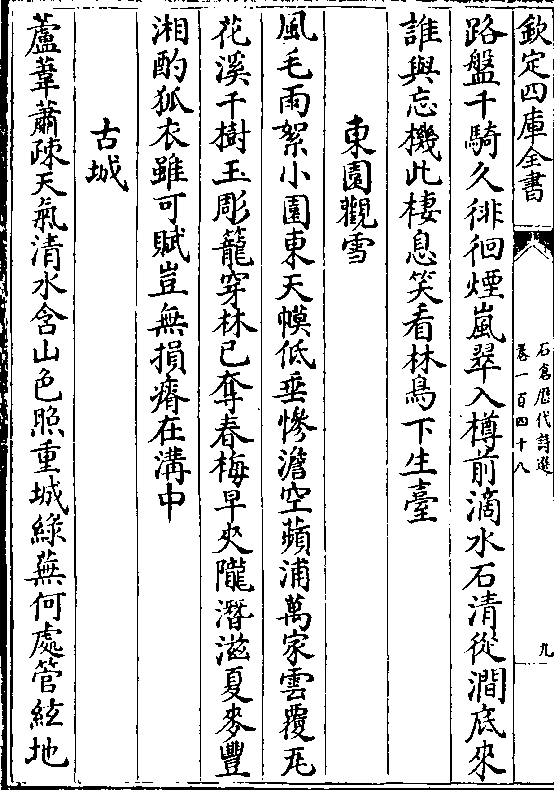 欽定四庫全書
石倉歷代詩選
卷一百四十八
九
路盤千騎久徘徊煙嵐翠入樽前滴水石清從澗底來
誰與忘機此棲息笑看林鳥下生臺
東園觀雪
風毛雨絮小園東天幙低垂慘澹空蘋浦萬家雲覆瓦
花溪千樹玉彫籠穿林已奪春梅早夾隴潛滋夏麥豐
湘酌狐衣雖可賦豈無損瘠在溝中
古城
蘆葦蕭疎天氣清水含山色照重城綠蕪何處管絃地